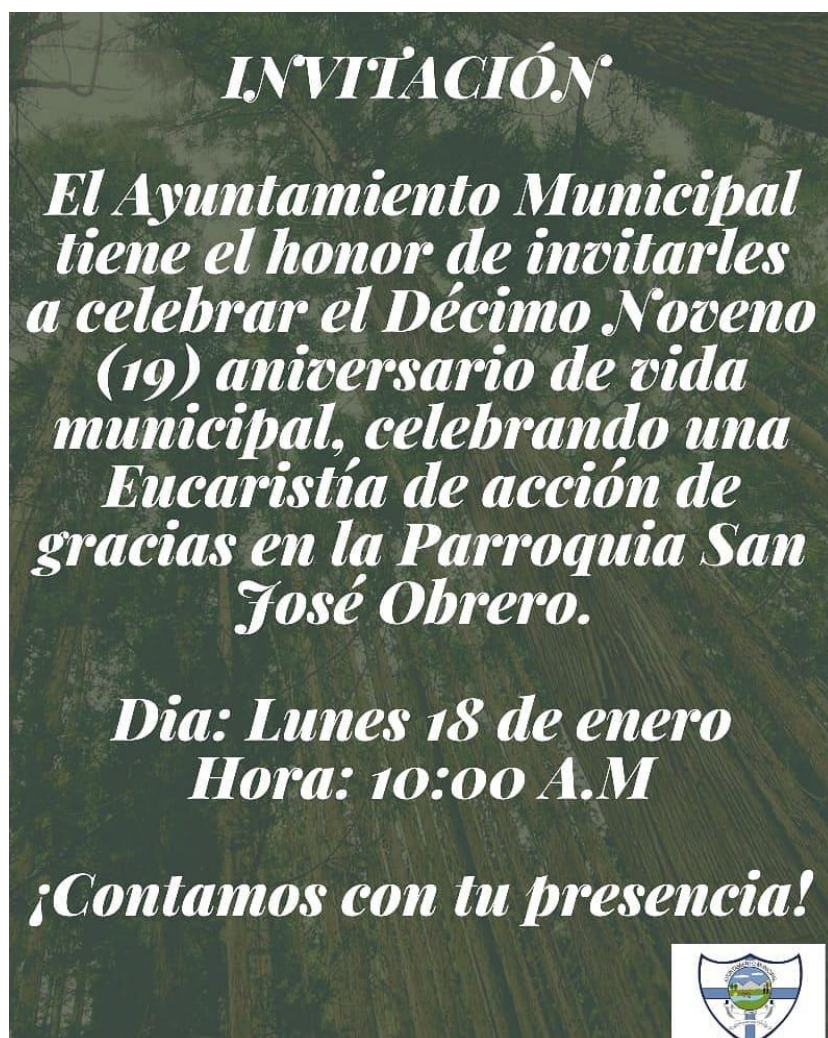 INVITACIÓN
El Ayuntamiento Municipal
tiene el honor de invitarles
a celebrar el Décimo Noveno
(19) aniversario de vida
municipal, celebrando una
Eucaristía de acción de
gracias en la Parroquia San
José Obrero.
Dia: Lunes 18 de enero
Hora: 10:00 A.M
¡Contamos con tu presencia!
AYUNTAMIENTO MUNICIPAL